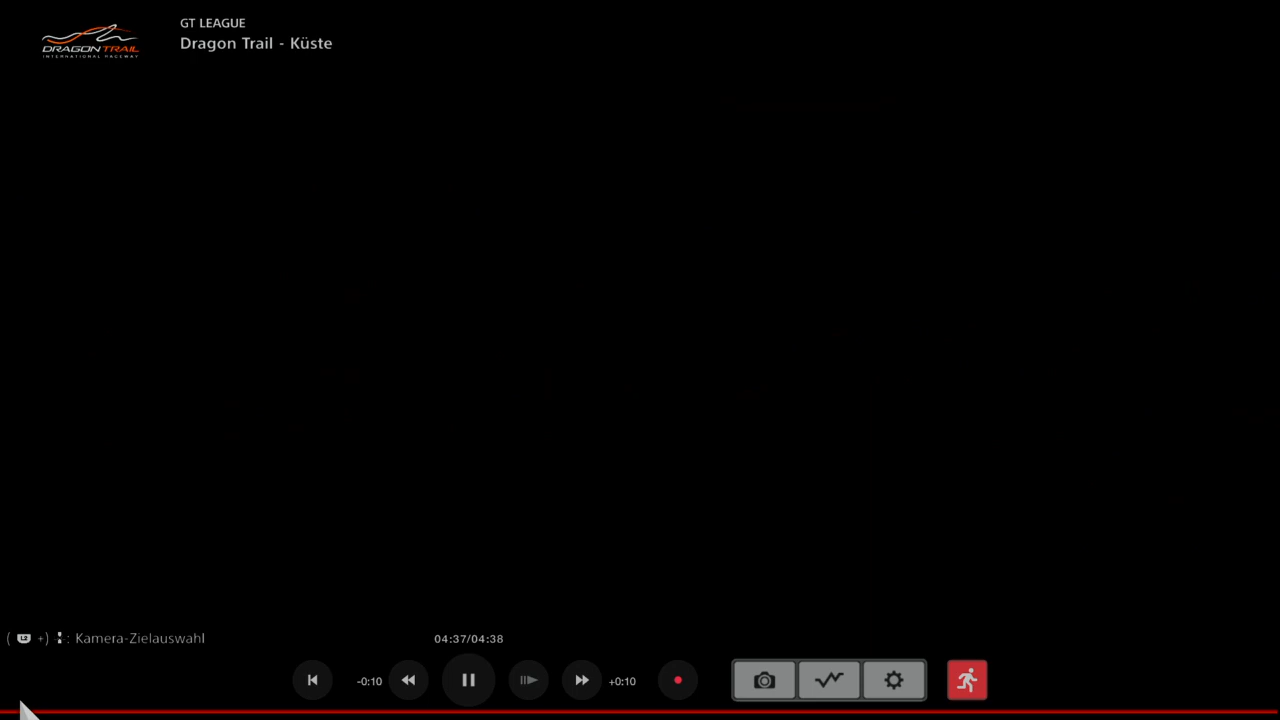 GT LEAGUE
Dragon Trail - Küste
DRAGON TRAIL
INTERNATIONAL RACEWAY
( L2 +) : Kamera-Zielauswahl
04:37/04:38
-0:10
+0:10